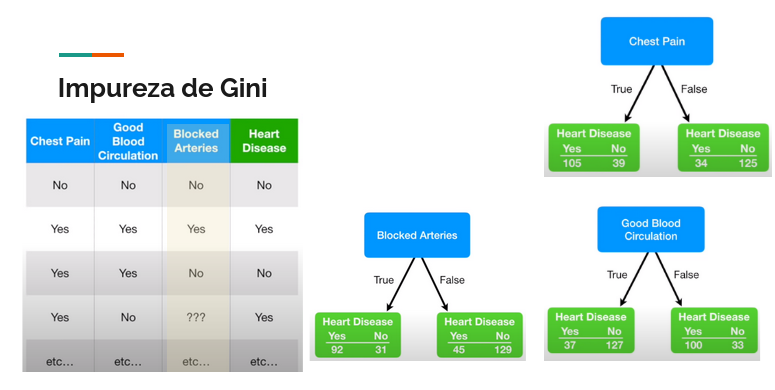 Impureza de Gini
Chest Pain
Good
Blood
Circulation
Blocked
Arteries
Heart
Disease
No No No No
Yes Yes Yes Yes
Yes Yes No No
Yes No ??? Yes
etc... etc... etc... etc...
Chest Pain
True False
Heart Disease
Yes No
105 39
Heart Disease
Yes No
34 125
Blocked Arteries
True False
Heart Disease
Yes No
92 31
Heart Disease
Yes No
45 129
Good Blood
Circulation
True False
Heart Disease
Yes No
37 127
Heart Disease
Yes No
100 33